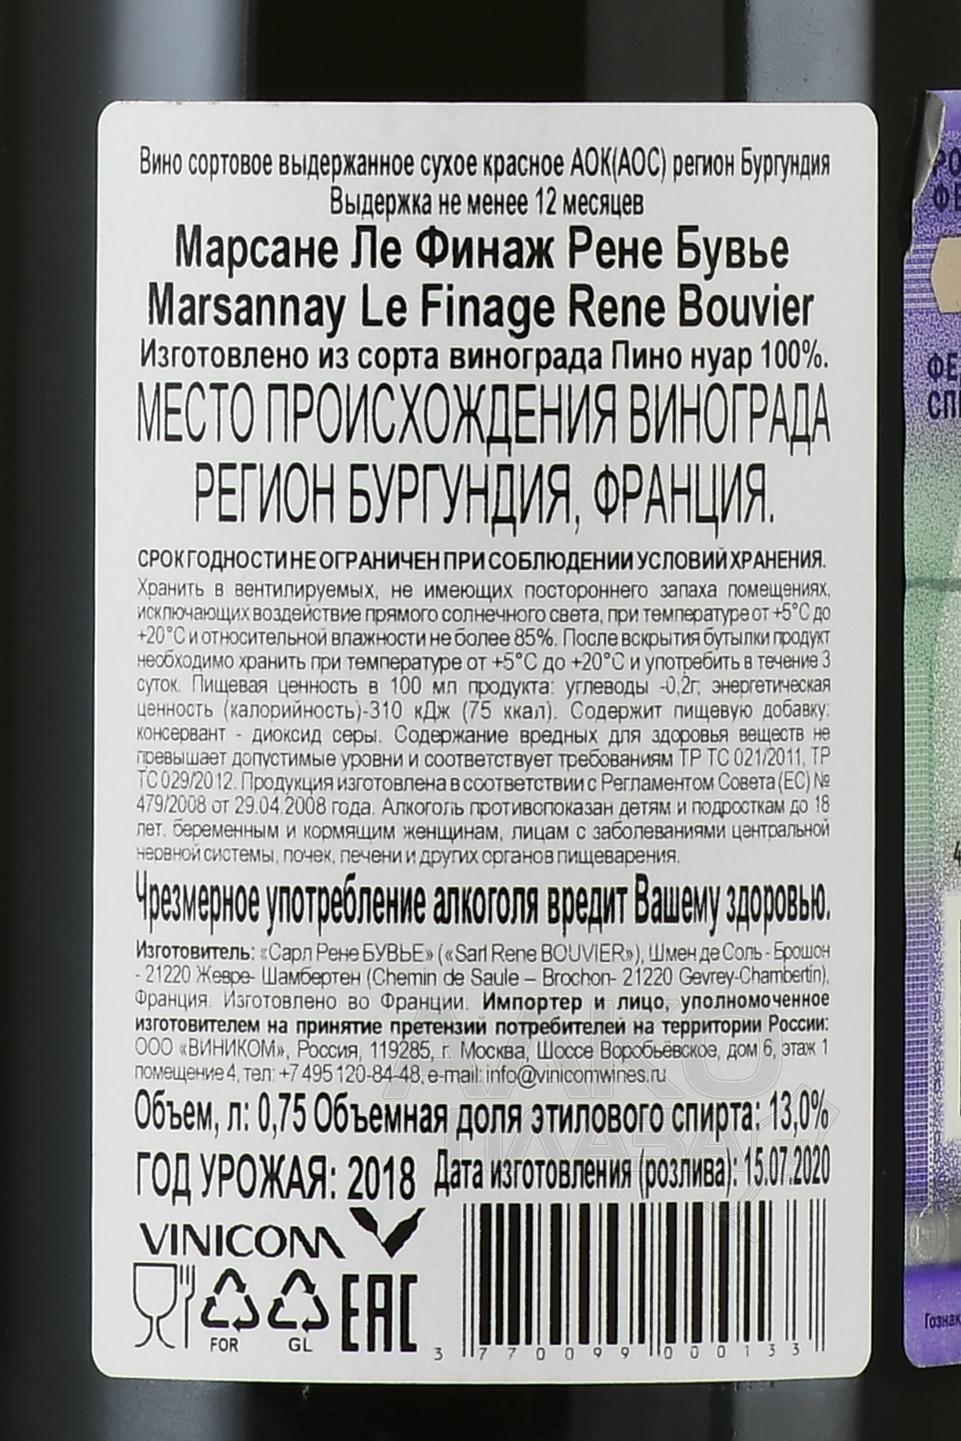 Вино сортовое выдержанное сухое красное АОК(АОС) регион Бургундия
Выдержка не менее 12 месяцев
Марсане Ле Финаж Рене Бувье
Marsannay Le Finage Rene Bouvier
Изготовлено из сорта винограда Пино нуар 100%.
МЕСТО ПРОИСХОЖДЕНИЯ ВИНОГРАДА
РЕГИОН БУРГУНДИЯ, ФРАНЦИЯ.
СРОК ГОДНОСТИ НЕ ОГРАНИЧЕН ПРИ СОБЛЮДЕНИИ УСЛОВИЙ ХРАНЕНИЯ.
Хранить в вентилируемых, не имеющих постороннего запаха помещениях,
исключающих воздействие прямого солнечного света, при температуре от +5°С до
+20°С и относительной влажности не более 85%. После вскрытия бутылки продукт
необходимо хранить при температуре от +5°С до +20°С и употребить в течение 3
суток. Пищевая ценность в 100 мл продукта: углеводы -0,2г, энергетическая
ценность (калорийность)-310 кДж (75 ккал). Содержит пищевую добавку:
консервант - диоксид серы. Содержание вредных для здоровья веществ не
превышает допустимые уровни и соответствует требованиям ТР ТС 021/2011, ТР
ТС 029/2012. Продукция изготовлена в соответствии с Регламентом Совета (ЕС) №
479/2008 от 29.04.2008 года. Алкоголь противопоказан детям и подросткам до 18
лет, беременным и кормящим женщинам, лицам с заболеваниями центральной
нервной системы, почек, печени и других органов пищеварения.
Чрезмерное употребление алкоголя вредит Вашему здоровью.
Изготовитель: «Сарл Рене БУВЬЕ» («Sarl Rene BOUVIER»), Шмен де Соль - Брошон
- 21220 Жевре- Шамбертен (Chemin de Saule – Brochon- 21220 Gevrey-Chambertin),
Франция. Изготовлено во Франции. Импортер и лицо, уполномоченное
изготовителем на принятие претензий потребителей на территории России:
ООО «ВИНИКОМ», Россия, 119285, г. Москва, Шоссе Воробьёвское, дом 6, этаж 1
помещение 4, тел: +7 495 120-84-48, e-mail: info@vinicomwines.ru
Объем, л: 0,75 Объемная доля этилового спирта: 13,0%
ГОД УРОЖАЯ: 2018 Дата изготовления (розлива): 15.07.2020
VINICOM
FOR GL EAC
3 770099 000133
АЛКО
ПЛАЗА